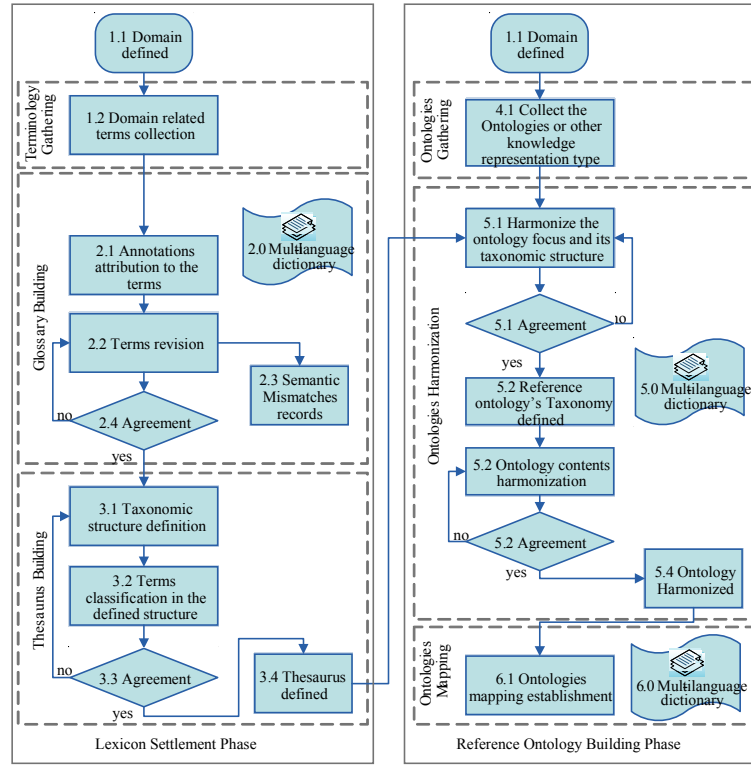 1.1 Domain
defined
Terminology
Gathering
1.2 Domain related
terms collection
Glossary Building
2.0 Multilanguage
dictionary
2.1 Annotations
attribution to the
terms
2.2 Terms revision
2.3 Semantic
Mismatches
records
2.4 Agreement
no
yes
Thesaurus Building
3.1 Taxonomic
structure definition
3.2 Terms
classification in the
defined structure
3.3 Agreement
no
yes
3.4 Thesaurus
defined
Lexicon Settlement Phase
1.1 Domain
defined
Ontologies
Gathering
4.1 Collect the
Ontologies or other
knowledge
representation type
Ontologies Harmonization
5.1 Harmonize the
ontology focus and its
taxonomic structure
5.1 Agreement
no
yes
5.0 Multilanguage
dictionary
5.2 Reference
ontology's Taxonomy
defined
5.2 Ontology contents
harmonization
5.2 Agreement
no
yes
5.4 Ontology
Harmonized
Ontologies
Mapping
6.1 Ontologies
mapping establishment
6.0 Multilanguage
dictionary
Reference Ontology Building Phase